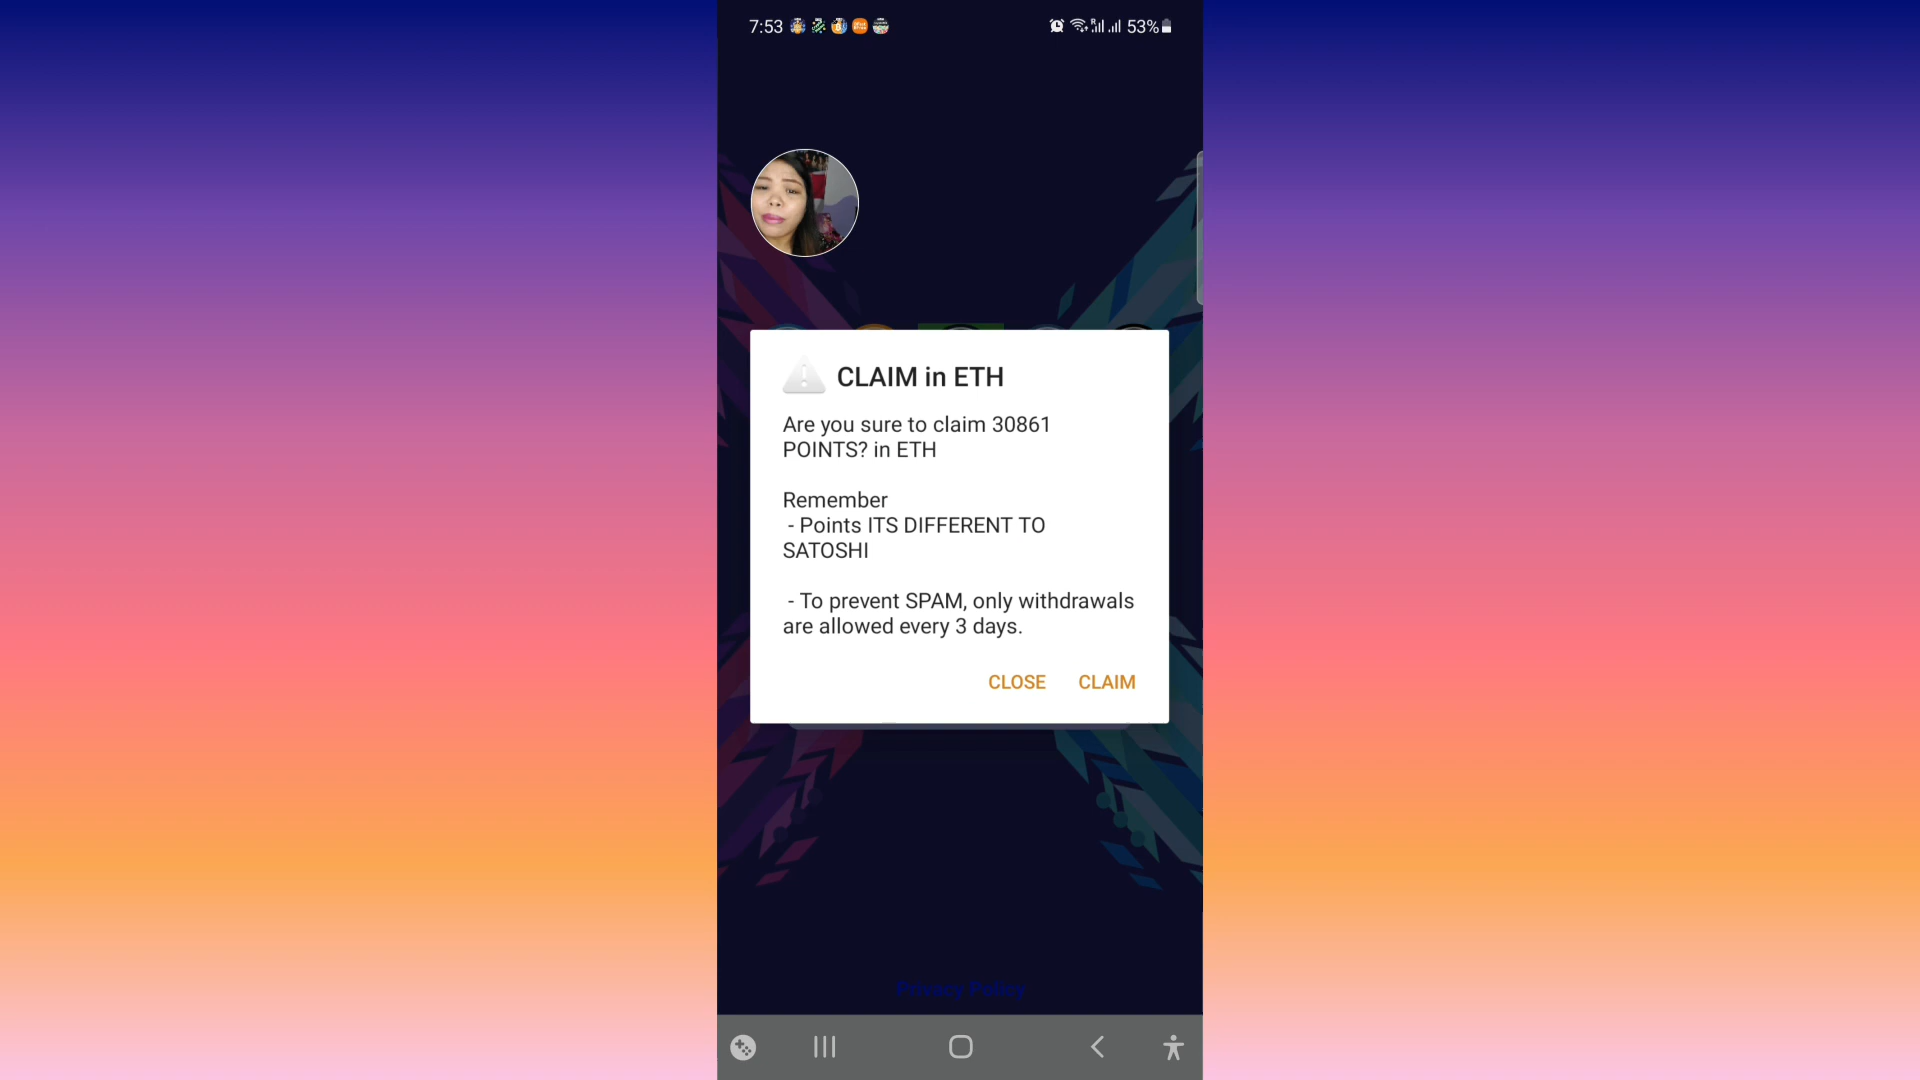 7:53
53%
CLAIM in ETH
Are you sure to claim 30861
POINTS? in ETH
Remember
- Points ITS DIFFERENT TO
SATOSHI
- To prevent SPAM, only withdrawals
are allowed every 3 days.
CLOSE CLAIM
Privacy Policy